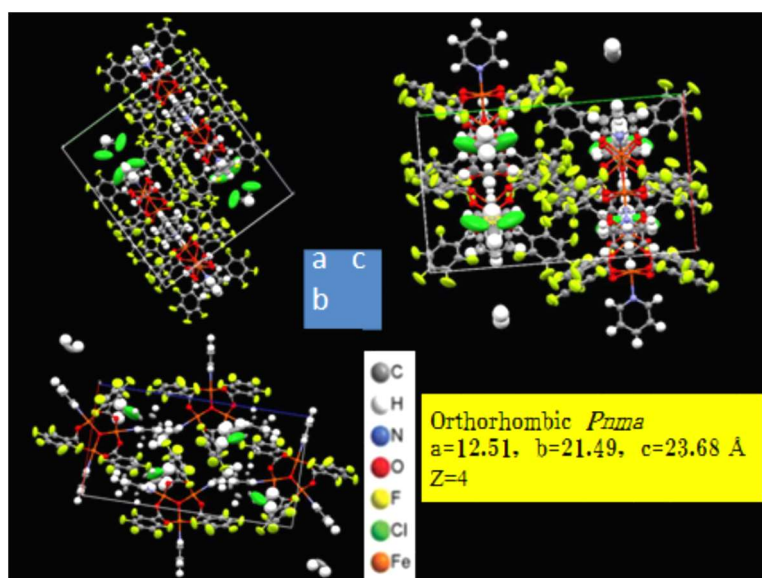 a c
b
C
H
N
O
F
Cl
Fe
Orthorhombic Pnma
a=12.51, b=21.49, c=23.68 Å
Z=4